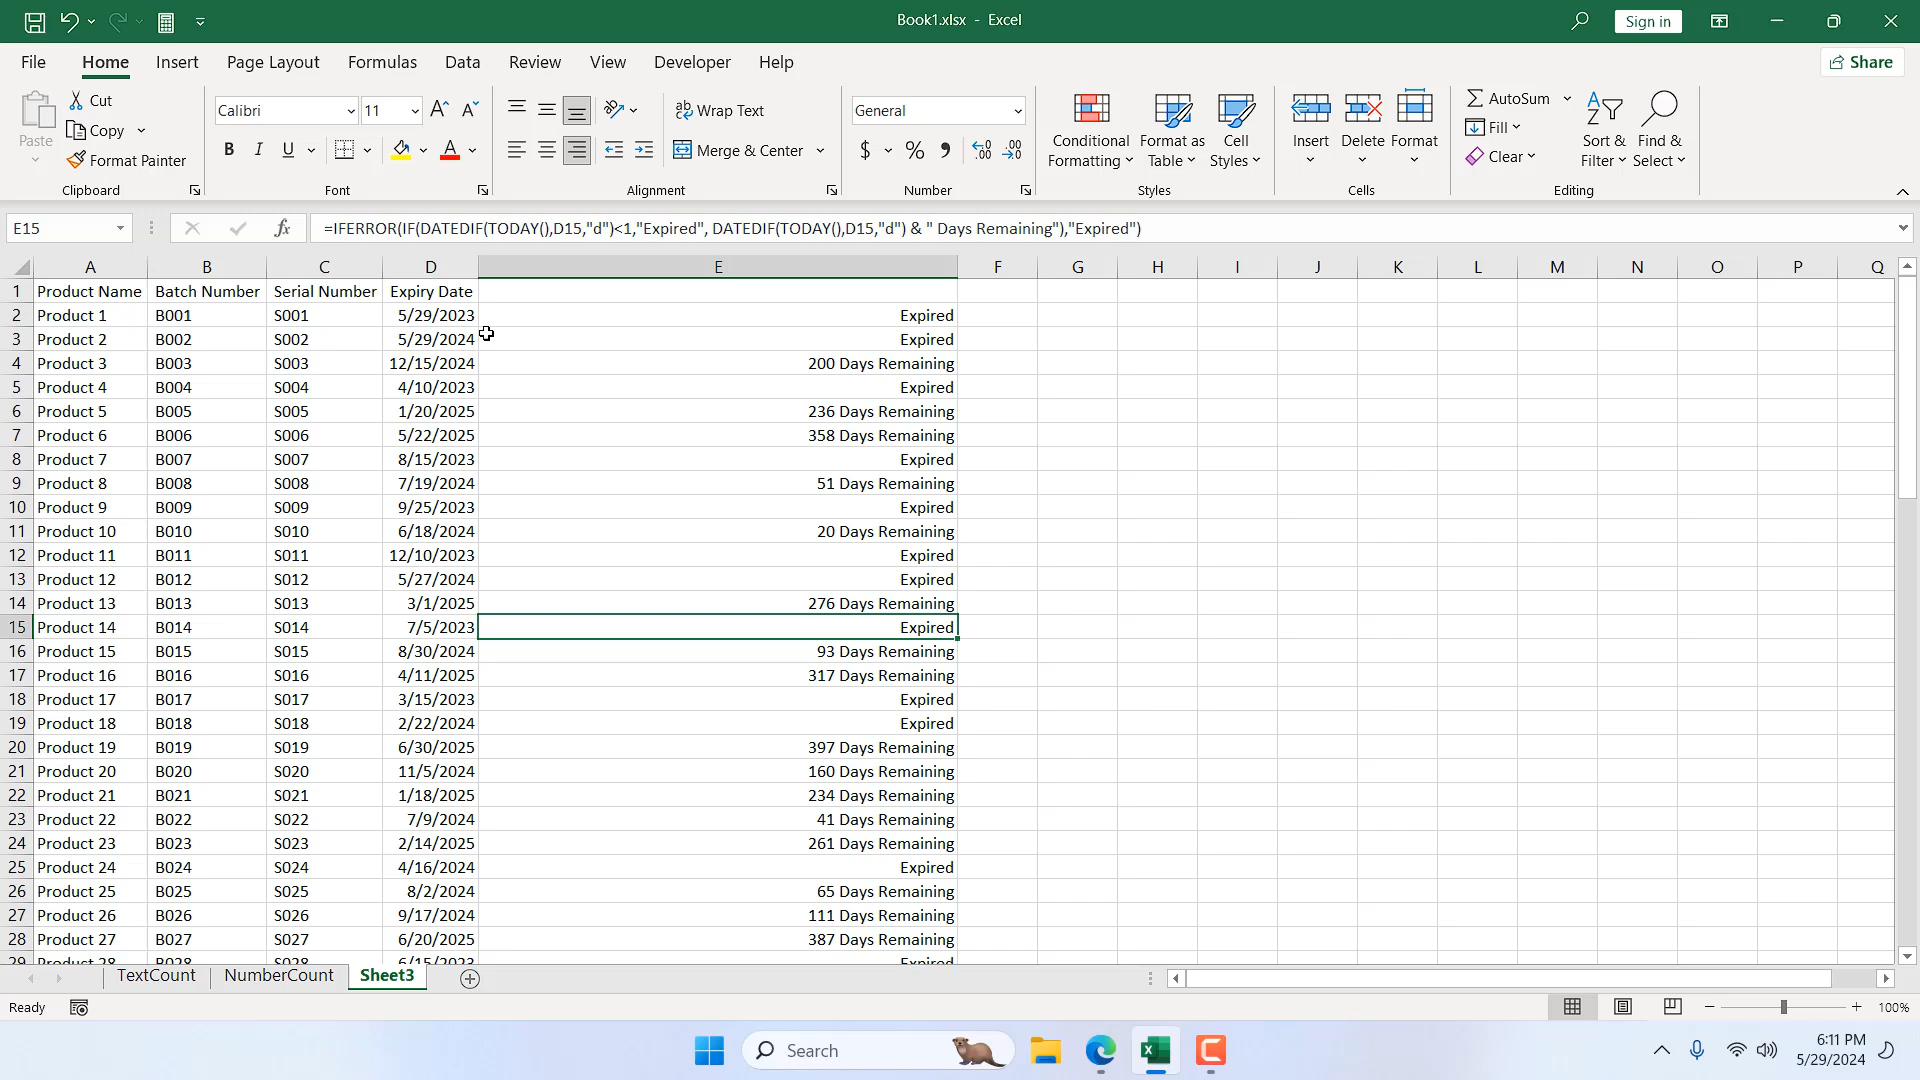 Book1.xlsx - Excel
Sign in
File Home Insert Page Layout Formulas Data Review View Developer Help
Share
Paste
Cut
Copy
Format Painter
Clipboard
Calibri 11
B I U A
Font
Wrap Text
Merge & Center
Alignment
General
$ % ,
Number
Conditional Formatting
Format as Table
Cell Styles
Styles
Insert Delete Format
Cells
AutoSum
Fill
Clear
Sort & Filter
Find & Select
Editing
E15
fx
=IFERROR(IF(DATEDIF(TODAY(),D15,"d")<1,"Expired", DATEDIF(TODAY(),D15,"d") & " Days Remaining"),"Expired")
A B C D E F G H I J K L M N O P Q
1 Product Name Batch Number Serial Number Expiry Date
2 Product 1 B001 S001 5/29/2023 Expired
3 Product 2 B002 S002 5/29/2024 Expired
4 Product 3 B003 S003 12/15/2024 200 Days Remaining
5 Product 4 B004 S004 4/10/2023 Expired
6 Product 5 B005 S005 1/20/2025 236 Days Remaining
7 Product 6 B006 S006 5/22/2025 358 Days Remaining
8 Product 7 B007 S007 8/15/2023 Expired
9 Product 8 B008 S008 7/19/2024 51 Days Remaining
10 Product 9 B009 S009 9/25/2023 Expired
11 Product 10 B010 S010 6/18/2024 20 Days Remaining
12 Product 11 B011 S011 12/10/2023 Expired
13 Product 12 B012 S012 5/27/2024 Expired
14 Product 13 B013 S013 3/1/2025 276 Days Remaining
15 Product 14 B014 S014 7/5/2023 Expired
16 Product 15 B015 S015 8/30/2024 93 Days Remaining
17 Product 16 B016 S016 4/11/2025 317 Days Remaining
18 Product 17 B017 S017 3/15/2023 Expired
19 Product 18 B018 S018 2/22/2024 Expired
20 Product 19 B019 S019 6/30/2025 397 Days Remaining
21 Product 20 B020 S020 11/5/2024 160 Days Remaining
22 Product 21 B021 S021 1/18/2025 234 Days Remaining
23 Product 22 B022 S022 7/9/2024 41 Days Remaining
24 Product 23 B023 S023 2/14/2025 261 Days Remaining
25 Product 24 B024 S024 4/16/2024 Expired
26 Product 25 B025 S025 8/2/2024 65 Days Remaining
27 Product 26 B026 S026 9/17/2024 111 Days Remaining
28 Product 27 B027 S027 6/20/2025 387 Days Remaining
29 Product 28 B028 S028 6/15/2023 Expired
TextCount NumberCount Sheet3
Ready
100%
Search
6:11 PM
5/29/2024